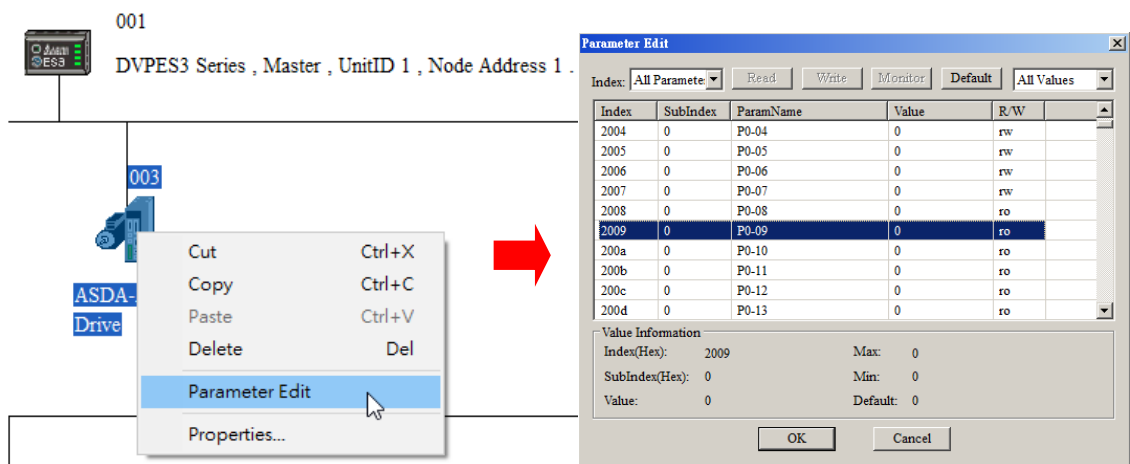 001
DVPES3 Series , Master , UnitID 1 , Node Address 1 .
ES3
003
ASDA-
Drive
Cut Ctrl+X
Copy Ctrl+C
Paste Ctrl+V
Delete Del
Parameter Edit
Properties...
Parameter Edit
Index: All Paramete: Read Write Monitor Default All Values
Index SubIndex ParamName Value R/W
2004 0 P0-04 0 rw
2005 0 P0-05 0 rw
2006 0 P0-06 0 rw
2007 0 P0-07 0 rw
2008 0 P0-08 0 ro
2009 0 P0-09 0 ro
200a 0 P0-10 0 ro
200b 0 P0-11 0 ro
200c 0 P0-12 0 ro
200d 0 P0-13 0 ro
Value Information
Index(Hex): 2009 Max: 0
SubIndex(Hex): 0 Min: 0
Value: 0 Default: 0
OK Cancel